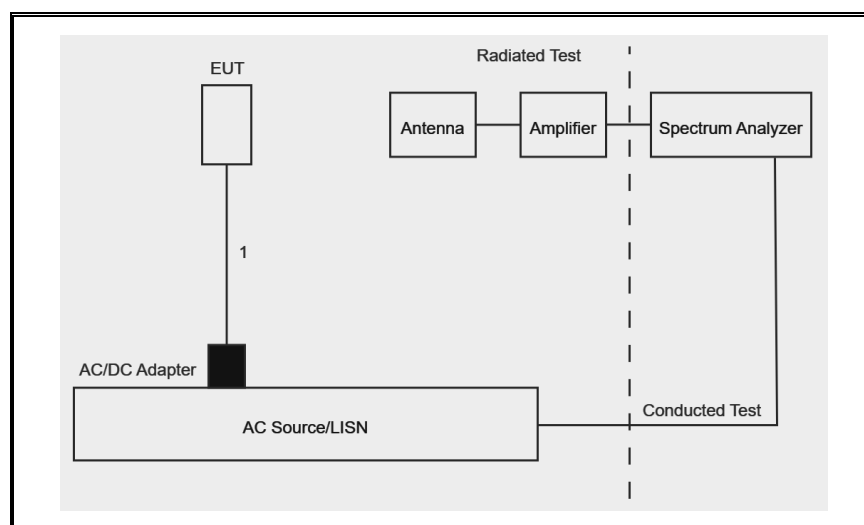 Radiated Test
EUT
Antenna
Amplifier
Spectrum Analyzer
1
AC/DC Adapter
AC Source/LISN
Conducted Test